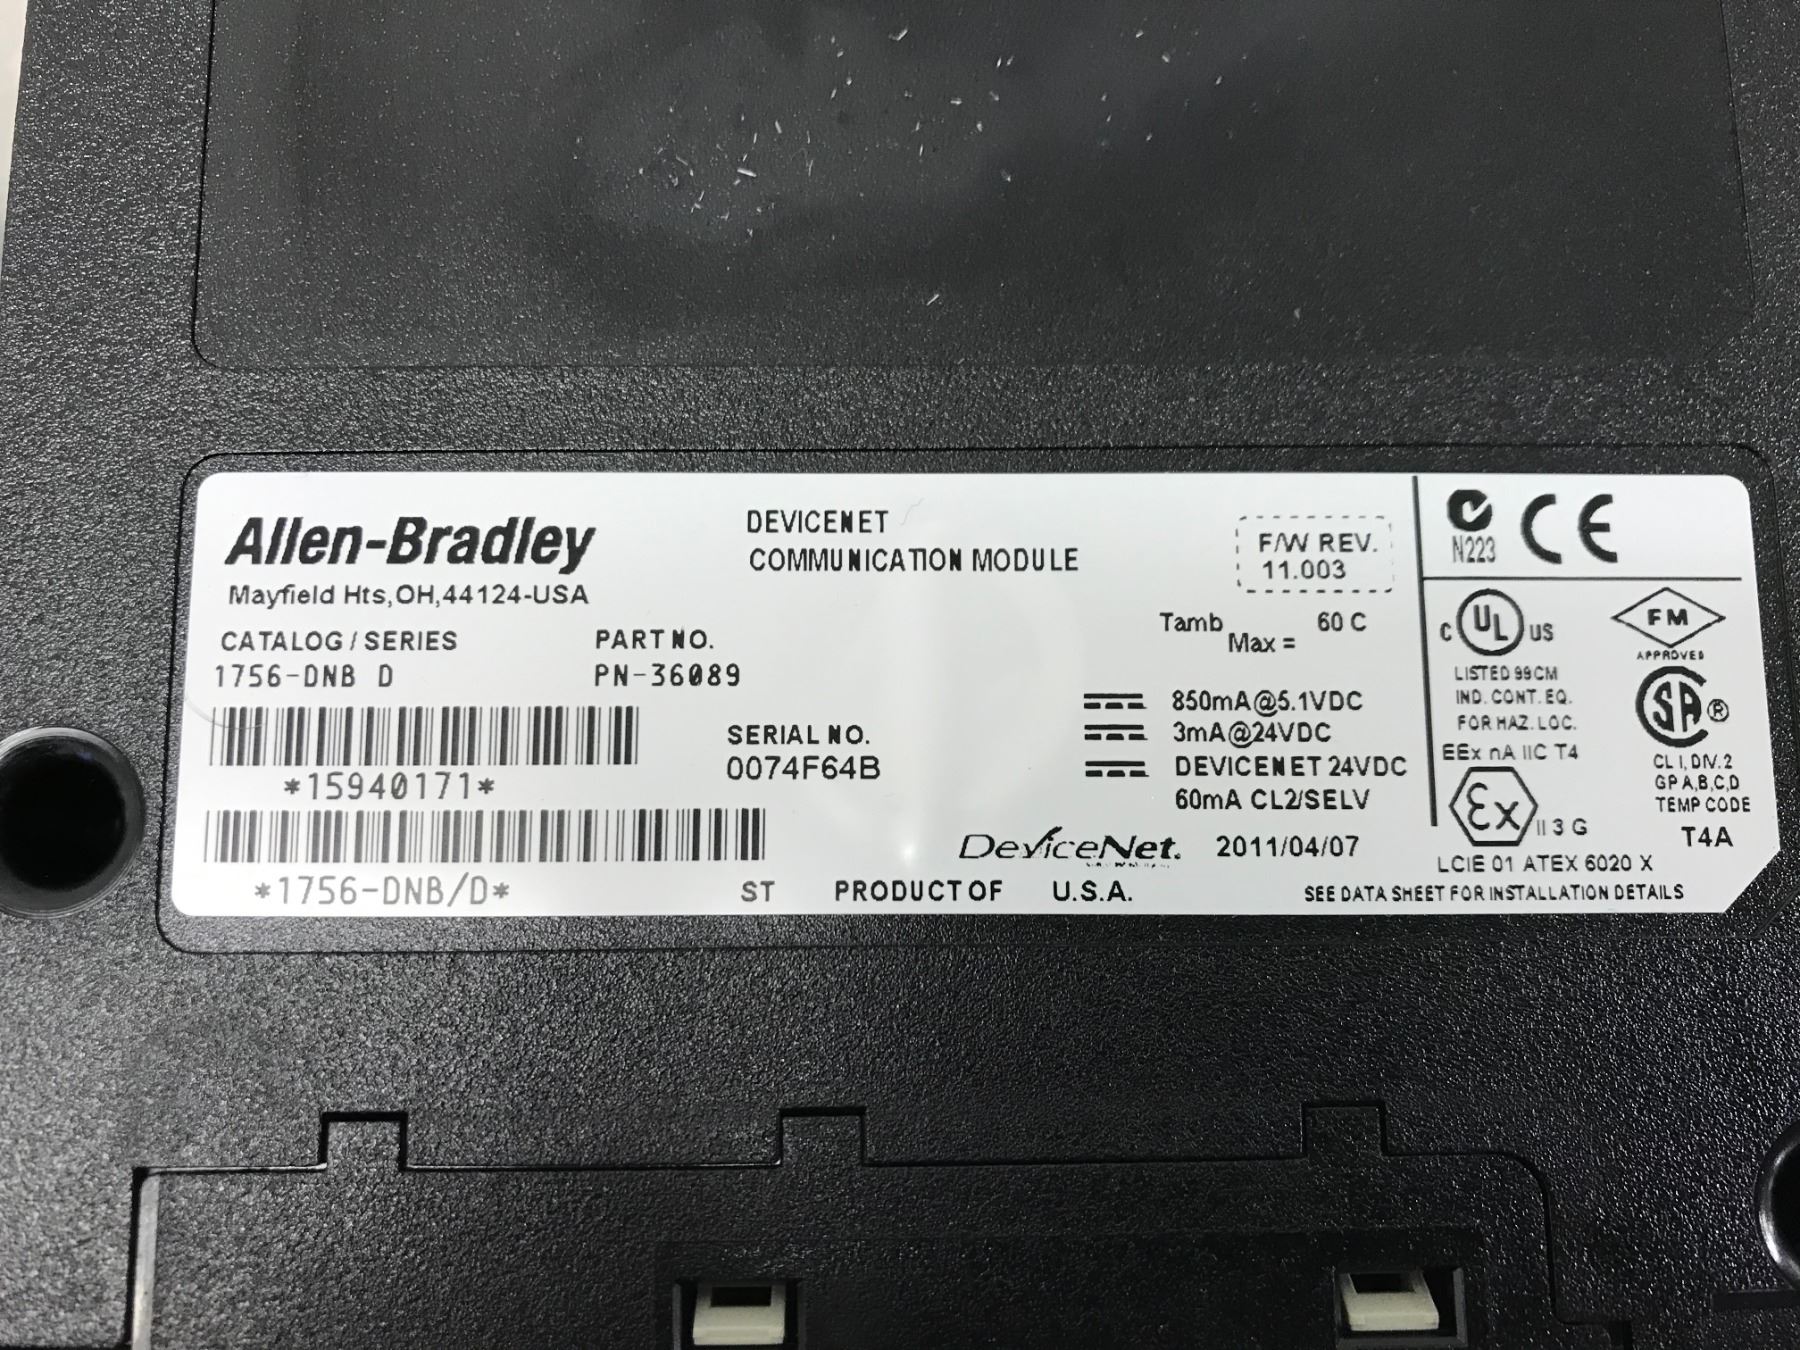 Allen-Bradley
Mayfield Hts,OH,44124-USA
CATALOG / SERIES
1756-DNB D
PART NO.
PN-36089
*15940171*
*1756-DNB/D*
DEVICENET
COMMUNICATION MODULE
SERIAL NO.
0074F64B
F/W REV.
11.003
Tamb Max = 60 C
850mA@5.1VDC
3mA@24VDC
DEVICENET 24VDC
60mA CL2/SELV
DeviceNet. 2011/04/07
ST PRODUCT OF U.S.A.
N223 CE
C UL US
LISTED 99CM
IND. CONT. EQ.
FOR HAZ. LOC.
EEx nA IIC T4
Ex II 3 G
FM
APPROVED
SA ®
CL I, DIV. 2
GP A,B,C,D
TEMP CODE
T4A
LCIE 01 ATEX 6020 X
SEE DATA SHEET FOR INSTALLATION DETAILS